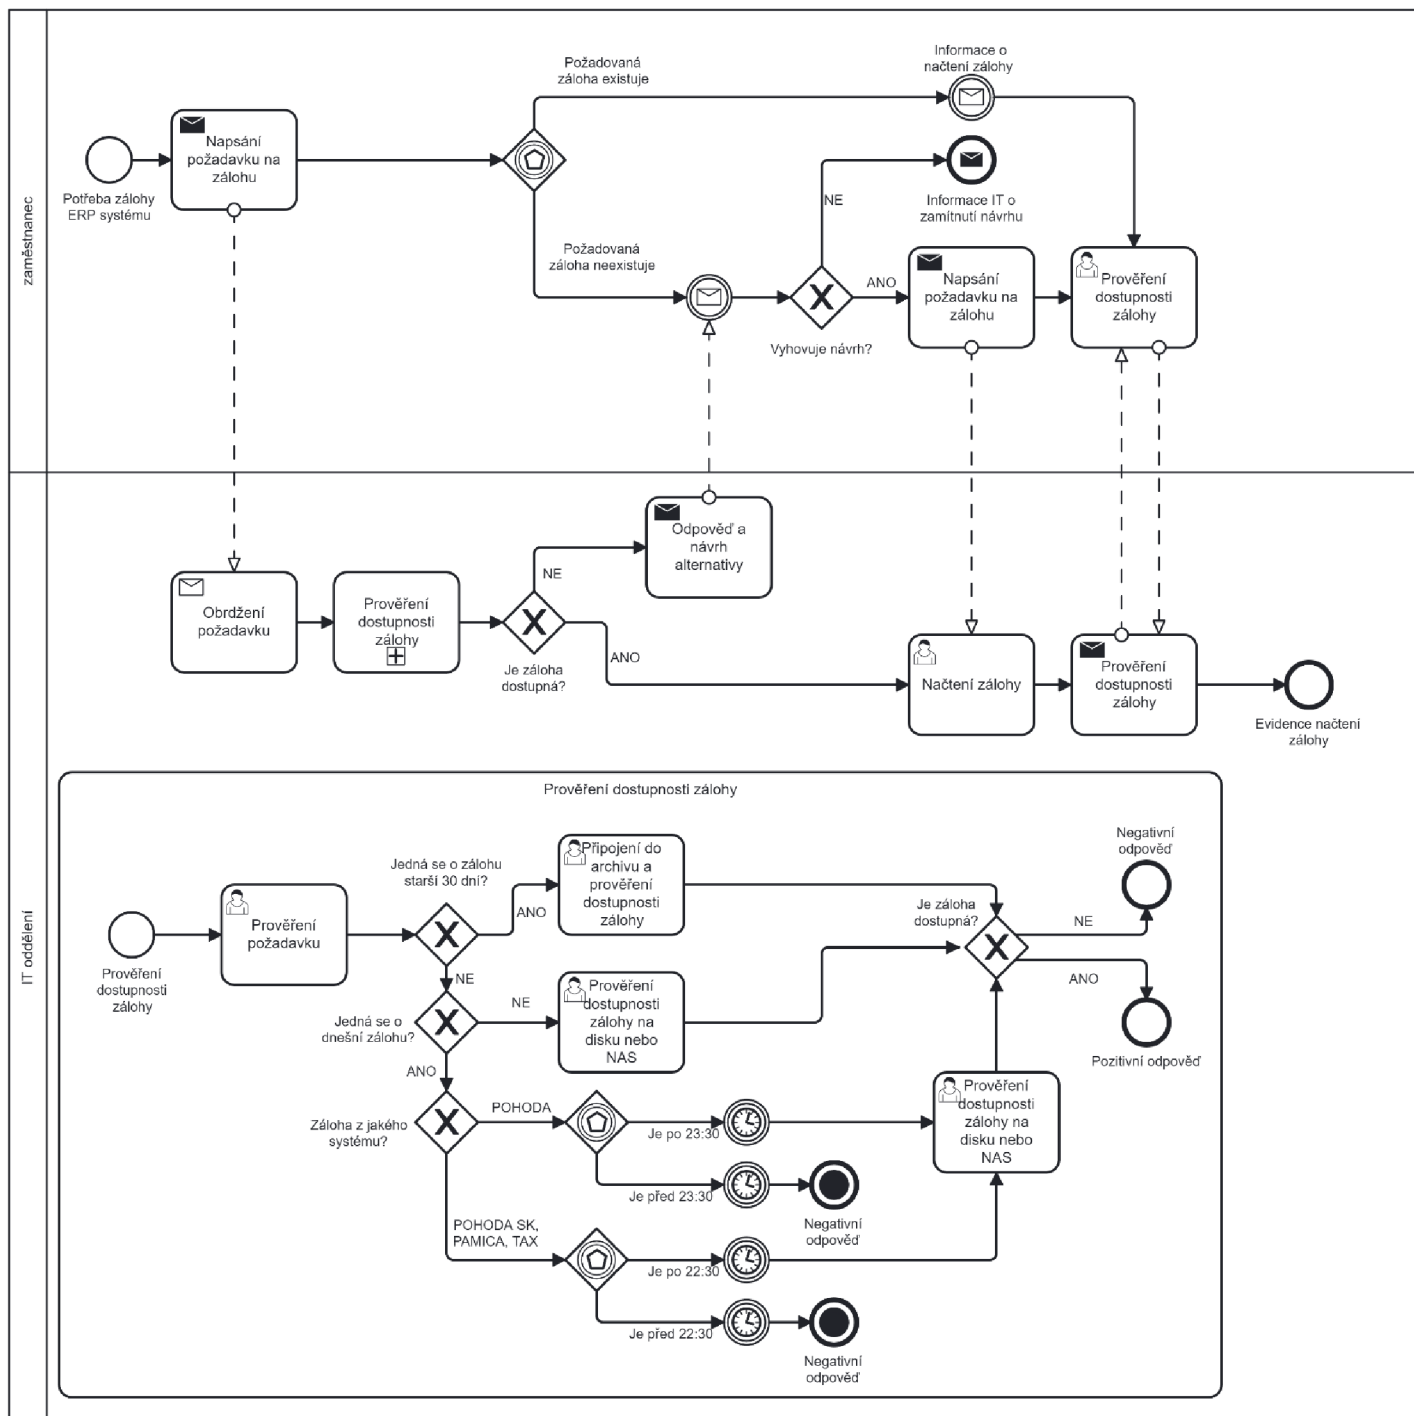 zaměstnanec
Potřeba zálohy
ERP systému
Napsání
požadavku na
zálohu
Požadovaná
záloha existuje
Informace o
načtení zálohy
Požadovaná
záloha neexistuje
Vyhovuje návrh?
NE
Informace IT o
zamítnutí návrhu
ANO
Napsání
požadavku na
zálohu
Prověření
dostupnosti
zálohy
IT oddělení
Obrdžení
požadavku
Prověření
dostupnosti
zálohy
Je záloha
dostupná?
NE
Odpověď a
návrh
alternativy
ANO
Načtení zálohy
Prověření
dostupnosti
zálohy
Evidence načtení
zálohy
Prověření dostupnosti zálohy
Prověření
dostupnosti
zálohy
Prověření
požadavku
Jedná se o zálohu
starší 30 dní?
ANO
Připojení do
archivu a
prověření
dostupnosti
zálohy
NE
Jedná se o
dnešní zálohu?
NE
Prověření
dostupnosti
zálohy na
disku nebo
NAS
ANO
Záloha z jakého
systému?
POHODA
Je po 23:30
Je před 23:30
Negativní
odpověď
POHODA SK,
PAMICA, TAX
Je po 22:30
Je před 22:30
Negativní
odpověď
Prověření
dostupnosti
zálohy na
disku nebo
NAS
Je záloha
dostupná?
NE
Negativní
odpověď
ANO
Pozitivní odpověď